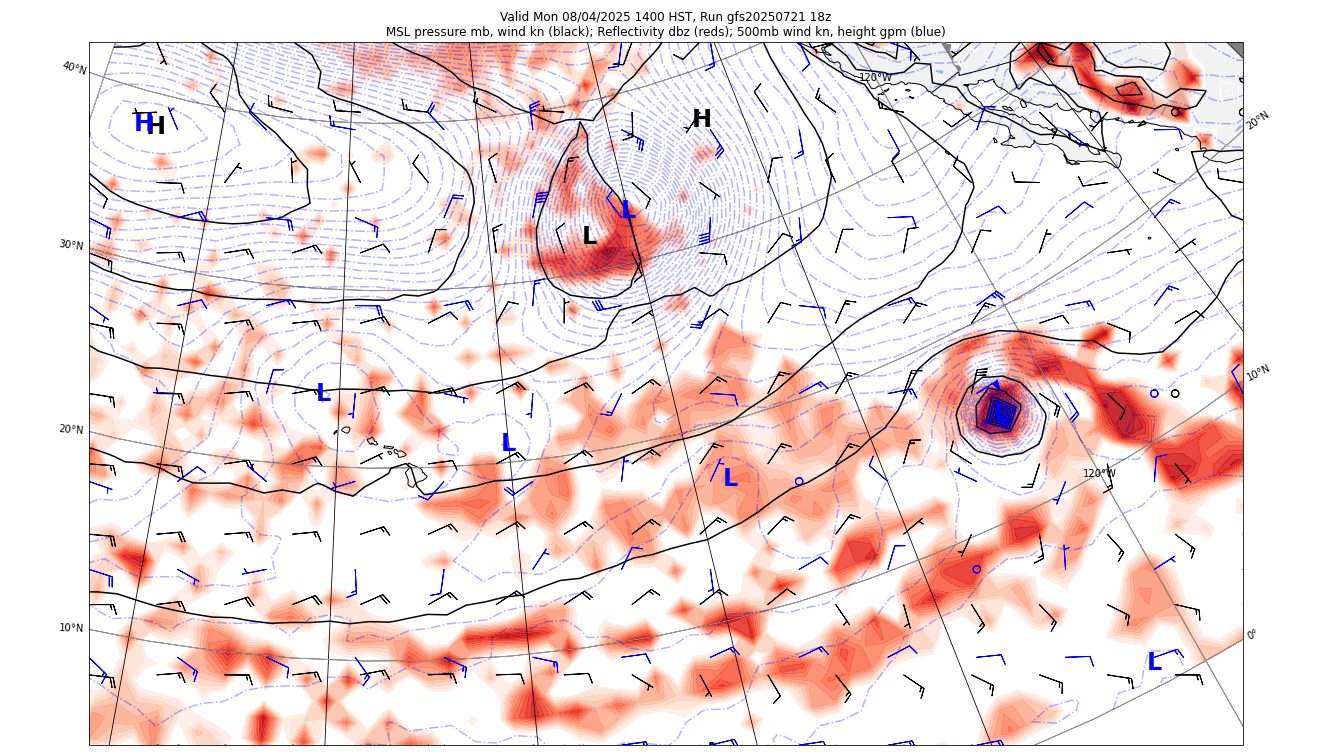 Valid Mon 08/04/2025 1400 HST, Run gfs20250721 18z
MSL pressure mb, wind kn (black); Reflectivity dbz (reds); 500mb wind kn, height gpm (blue)
40°N
120°W
20°N
H
H
H
L
L
30°N
10°N
L
L
20°N
L
120°W
L
10°N
0°
L